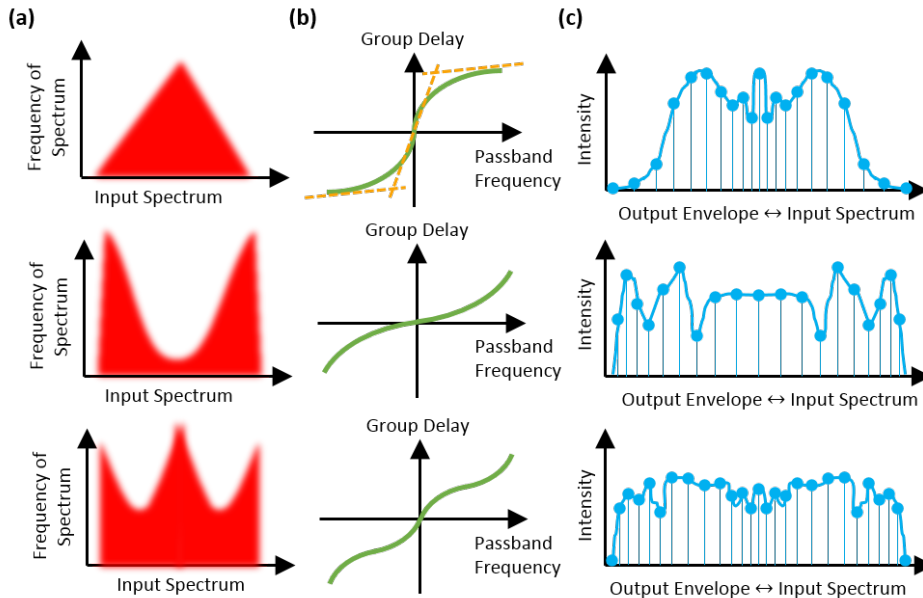 (a)
(b)
(c)
Frequency of
Spectrum
Input Spectrum
Group Delay
Passband
Frequency
Intensity
Output Envelope ↔ Input Spectrum
Frequency of
Spectrum
Input Spectrum
Group Delay
Passband
Frequency
Intensity
Output Envelope ↔ Input Spectrum
Frequency of
Spectrum
Input Spectrum
Group Delay
Passband
Frequency
Intensity
Output Envelope ↔ Input Spectrum